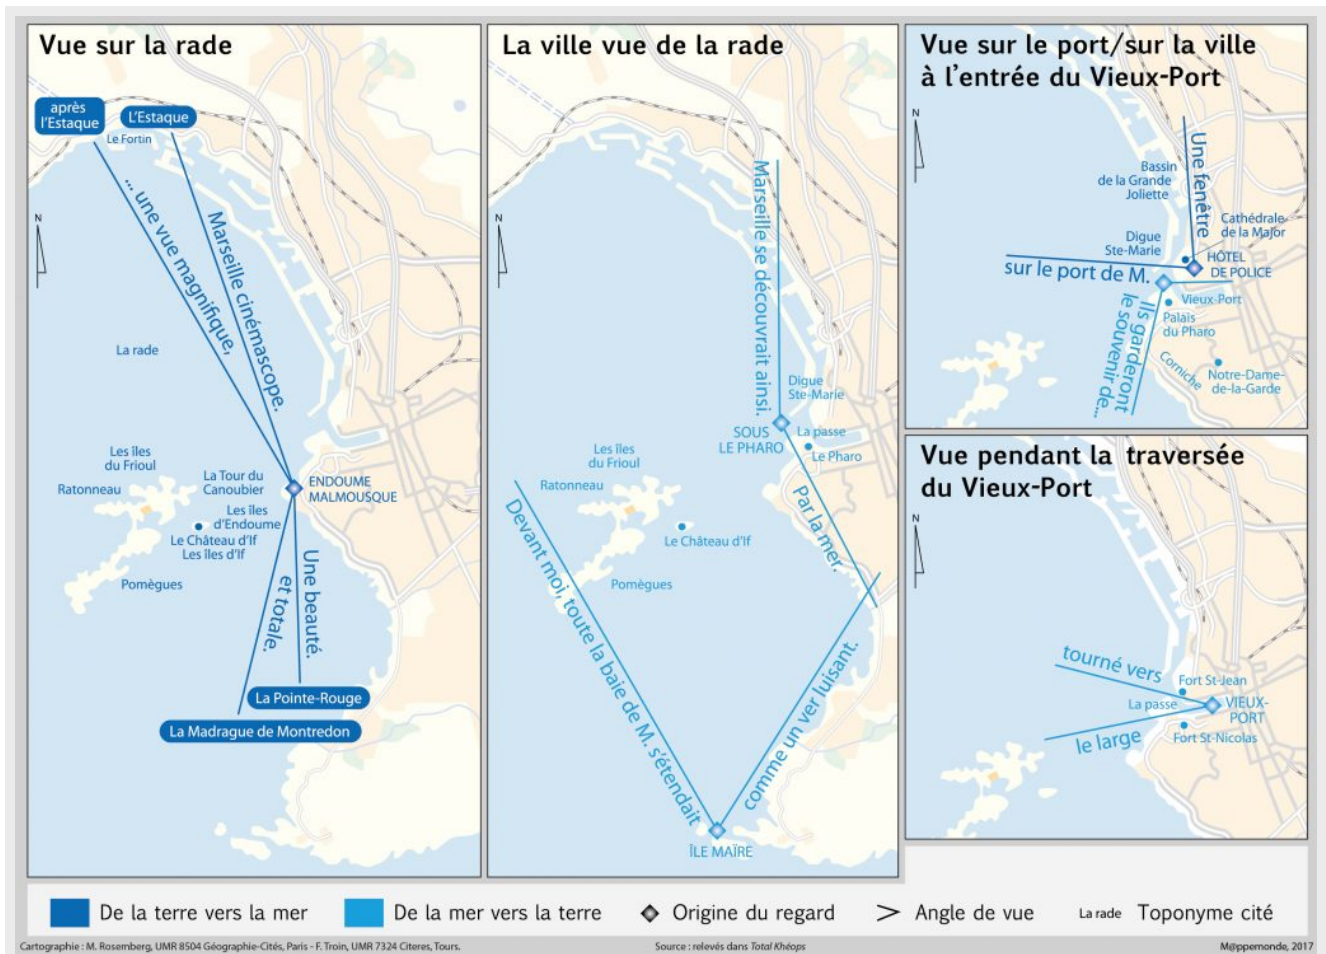 Vue sur la rade
après
l'Estaque
L'Estaque
Le Fortin
... une vue magnifique,
Marseille cinémascope.
N
La rade
Les îles
du Frioul
Ratonneau
La Tour du
Canoubier
ENDOUME
MALMOUSQUE
Les îles
d'Endoume
Le Château d'If
Les îles d'If
Pomègues
et totale.
Une beauté.
La Pointe-Rouge
La Madrague de Montredon
La ville vue de la rade
N
Marseille se découvrait ainsi.
Digue
Ste-Marie
SOUS
LE PHARO
La passe
Le Pharo
Les îles
du Frioul
Ratonneau
Le Château d'If
Pomègues
Par la mer.
Devant moi, toute la baie de M. s'étendait
comme un ver luisant.
ÎLE MAÏRE
Vue sur le port/sur la ville
à l'entrée du Vieux-Port
N
Une fenêtre
Bassin
de la Grande
Joliette
Cathédrale
de la Major
Digue
Ste-Marie
HÔTEL
DE POLICE
sur le port de M.
Vieux-Port
Palais
du Pharo
Ils garderont
le souvenir de...
Corniche
Notre-Dame-
de-la-Garde
Vue pendant la traversée
du Vieux-Port
N
tourné vers
Fort St-Jean
La passe
VIEUX-
PORT
le large
Fort St-Nicolas
De la terre vers la mer
De la mer vers la terre
Origine du regard
Angle de vue
La rade
Toponyme cité
Cartographie : M. Rosemberg, UMR 8504 Géographie-Cités, Paris - F. Troin, UMR 7324 Citeres, Tours.
Source : relevés dans Total Khéops
M@ppemonde, 2017